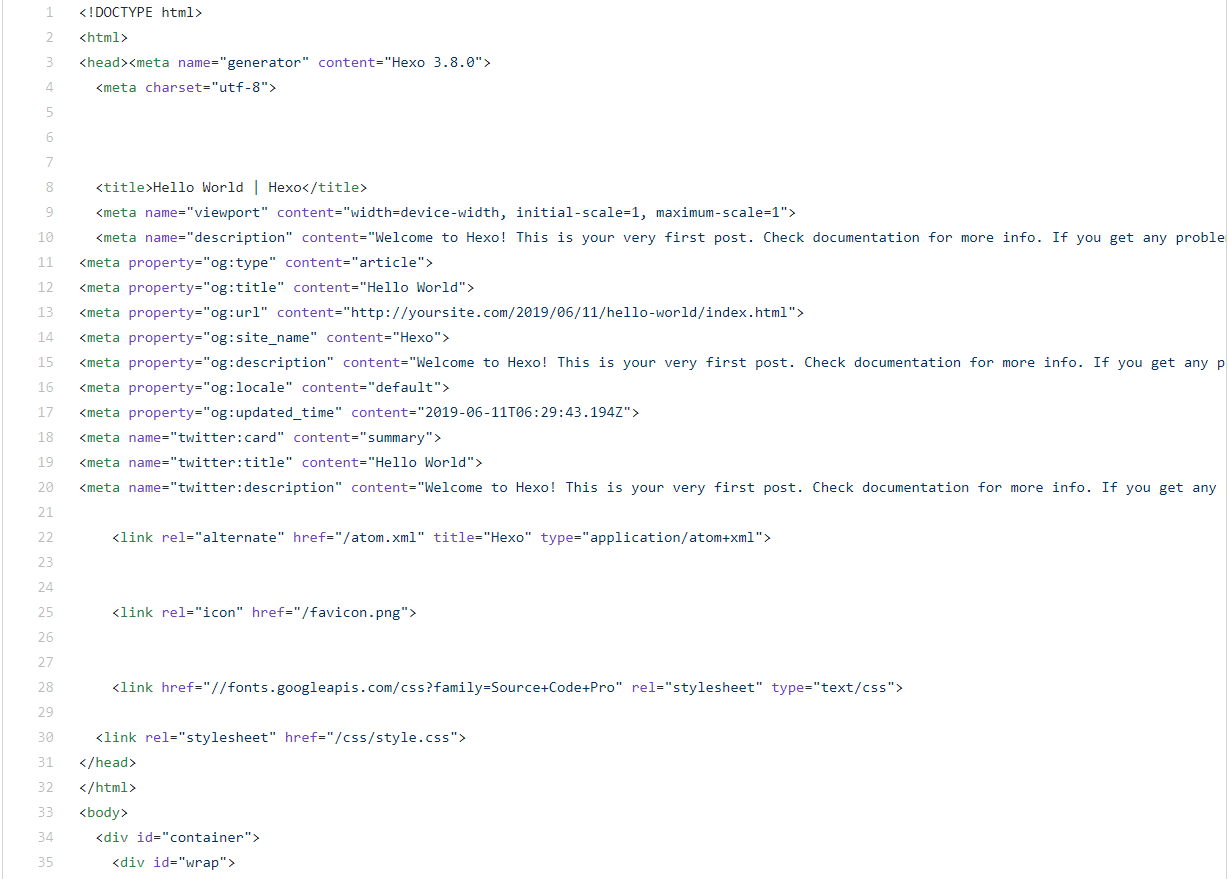 1 <!DOCTYPE html>
2 <html>
3 <head><meta name="generator" content="Hexo 3.8.0">
4 <meta charset="utf-8">
5
6
7
8 <title>Hello World | Hexo</title>
9 <meta name="viewport" content="width=device-width, initial-scale=1, maximum-scale=1">
10 <meta name="description" content="Welcome to Hexo! This is your very first post. Check documentation for more info. If you get any proble
11 <meta property="og:type" content="article">
12 <meta property="og:title" content="Hello World">
13 <meta property="og:url" content="http://yoursite.com/2019/06/11/hello-world/index.html">
14 <meta property="og:site_name" content="Hexo">
15 <meta property="og:description" content="Welcome to Hexo! This is your very first post. Check documentation for more info. If you get any p
16 <meta property="og:locale" content="default">
17 <meta property="og:updated_time" content="2019-06-11T06:29:43.194Z">
18 <meta name="twitter:card" content="summary">
19 <meta name="twitter:title" content="Hello World">
20 <meta name="twitter:description" content="Welcome to Hexo! This is your very first post. Check documentation for more info. If you get any
21
22 <link rel="alternate" href="/atom.xml" title="Hexo" type="application/atom+xml">
23
24
25 <link rel="icon" href="/favicon.png">
26
27
28 <link href="//fonts.googleapis.com/css?family=Source+Code+Pro" rel="stylesheet" type="text/css">
29
30 <link rel="stylesheet" href="/css/style.css">
31 </head>
32 </html>
33 <body>
34 <div id="container">
35 <div id="wrap">